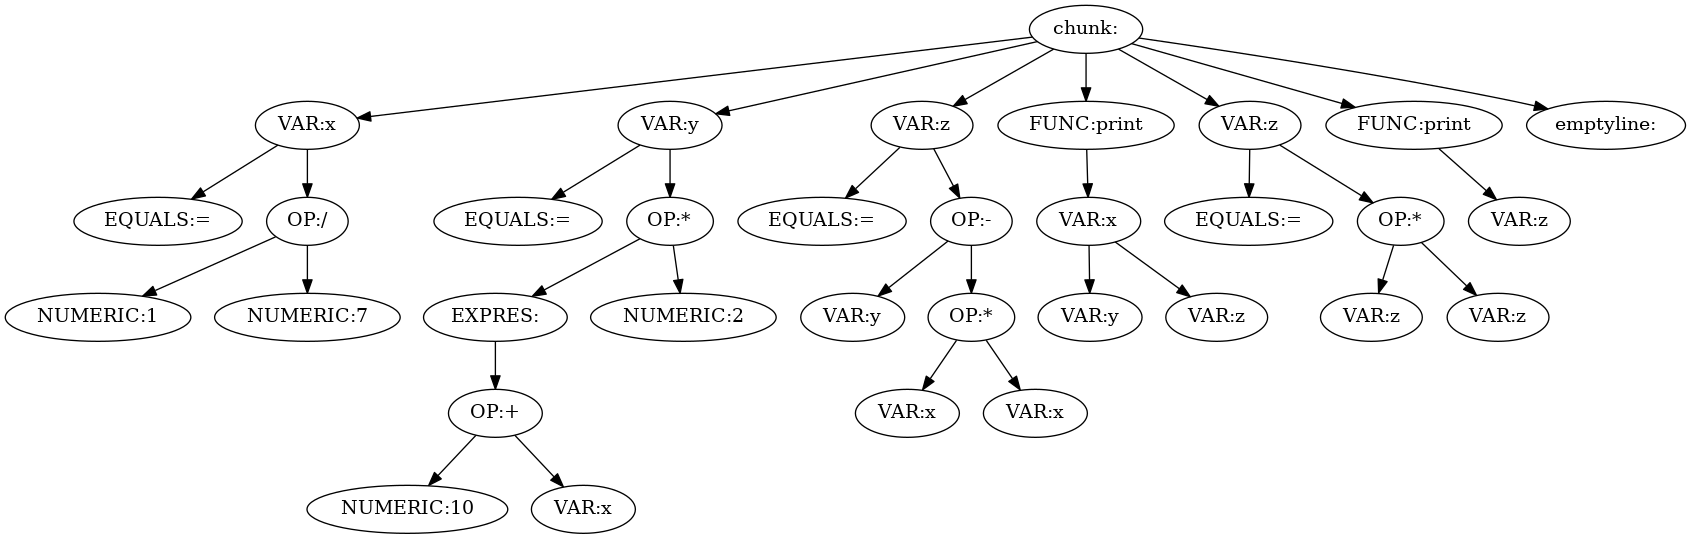 chunk:
VAR:x
VAR:y
VAR:z
FUNC:print
VAR:z
FUNC:print
emptyline:
EQUALS:=
OP:/
EQUALS:=
OP:*
EQUALS:=
OP:-
VAR:x
EQUALS:=
OP:*
VAR:z
NUMERIC:1
NUMERIC:7
EXPRES:
NUMERIC:2
VAR:y
OP:*
VAR:y
VAR:z
VAR:z
VAR:z
OP:+
VAR:x
VAR:x
NUMERIC:10
VAR:x